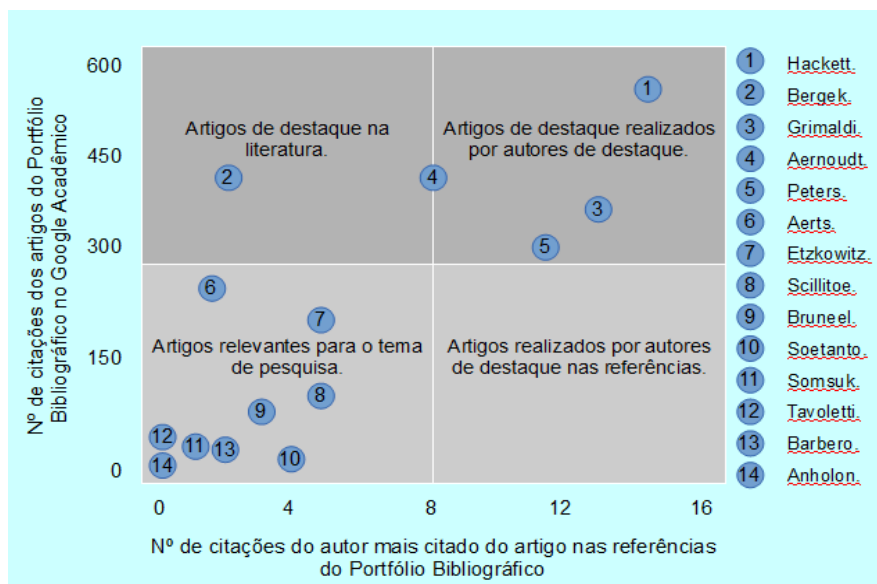 Nº de citações dos artigos do Portfólio
Bibliográfico no Google Acadêmico
600
450
300
150
0
Artigos de destaque na
literatura.
Artigos de destaque realizados
por autores de destaque.
Artigos relevantes para o tema
de pesquisa.
Artigos realizados por autores
de destaque nas referências.
1
2
4
3
5
6
7
8
9
12
11
13
10
14
0 4 8 12 16
Nº de citações do autor mais citado do artigo nas referências
do Portfólio Bibliográfico
1 Hackett.
2 Bergek.
3 Grimaldi.
4 Aernoudt.
5 Peters.
6 Aerts.
7 Etzkowitz.
8 Scillitoe.
9 Bruneel.
10 Soetanto.
11 Somsuk.
12 Tavoletti.
13 Barbero.
14 Anholon.